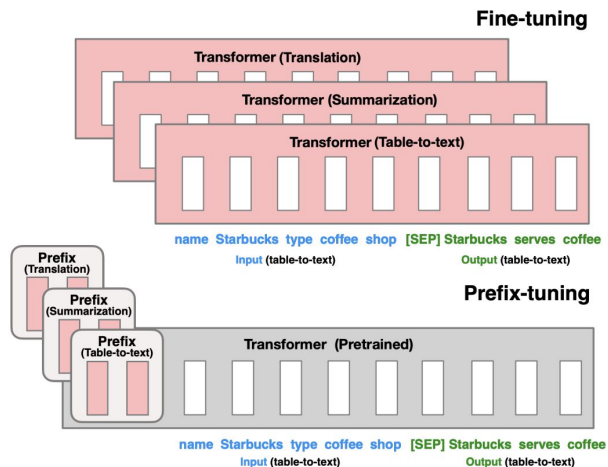 Fine-tuning
Transformer (Translation)
Transformer (Summarization)
Transformer (Table-to-text)
name Starbucks type coffee shop [SEP] Starbucks serves coffee
Input (table-to-text) Output (table-to-text)
Prefix
(Translation)
Prefix-tuning
Prefix
(Summarization)
Prefix
(Table-to-text)
Transformer (Pretrained)
name Starbucks type coffee shop [SEP] Starbucks serves coffee
Input (table-to-text) Output (table-to-text)